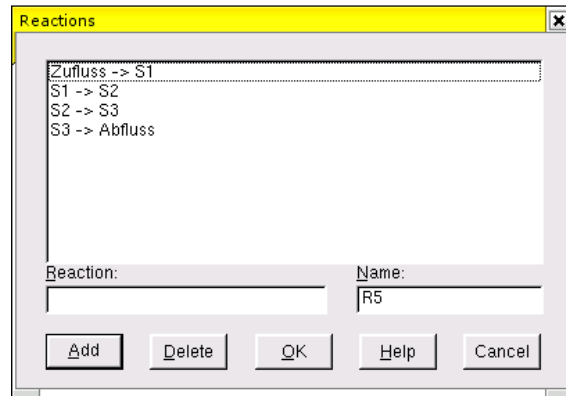 Reactions
Zufluss -> S1
S1 -> S2
S2 -> S3
S3 -> Abfluss
Reaction: Name:
R5
Add Delete OK Help Cancel